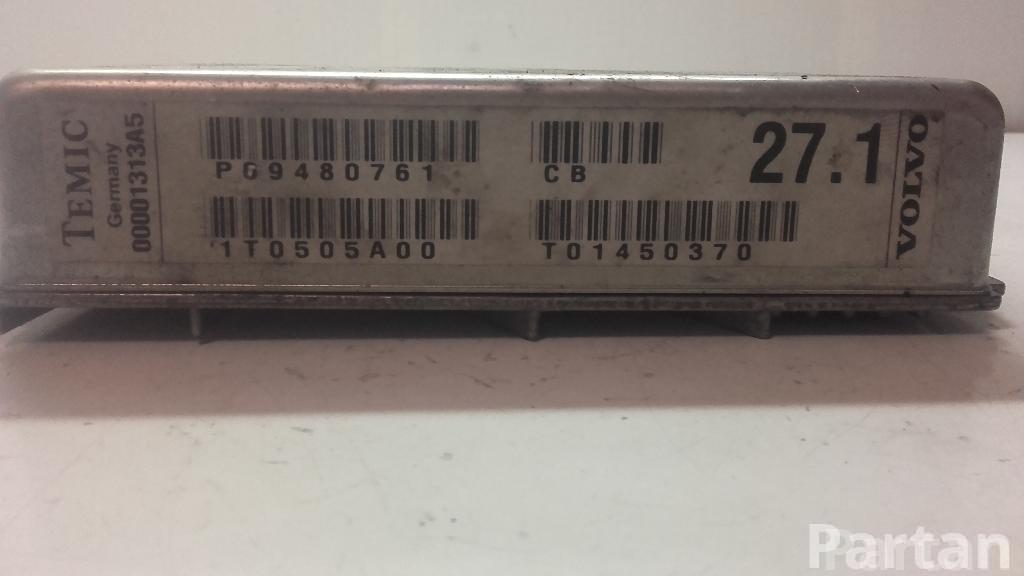 TEMIC
Germany
00001313A5
P09480761
CB
27.1
'1T0505A00
T01450370
VOLVO
Partan